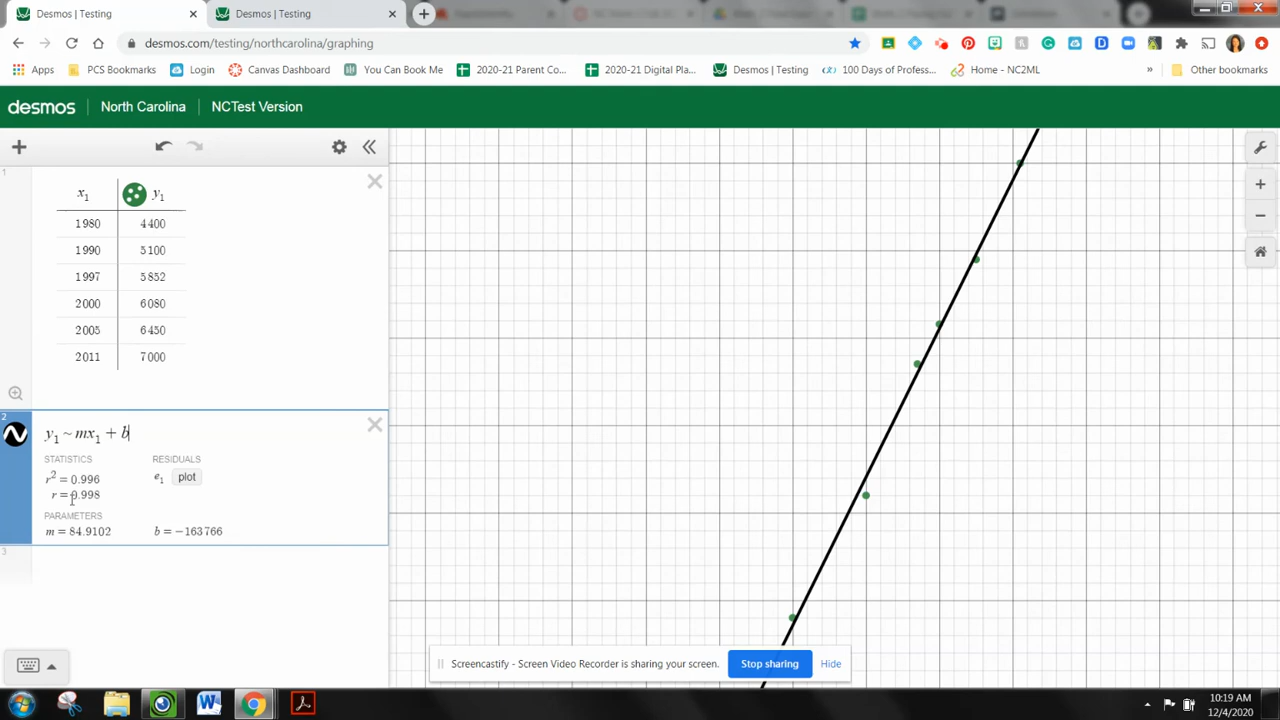 Desmos | Testing
Desmos | Testing
desmos.com/testing/northcarolina/graphing
Apps
PCS Bookmarks
Login
Canvas Dashboard
You Can Book Me
2020-21 Parent Co...
2020-21 Digital Pla...
Desmos | Testing
100 Days of Profess...
Home - NC2ML
»
Other bookmarks
desmos
North Carolina
NCTest Version
1
x₁ y₁
1980 4400
1990 5100
1997 5852
2000 6080
2005 6450
2011 7000
2
y₁ ~ mx₁ + b
STATISTICS RESIDUALS
r² = 0.996 e₁ plot
r = 0.998
PARAMETERS
m = 84.9102 b = −163766
3
Screencastify - Screen Video Recorder is sharing your screen.
Stop sharing
Hide
10:19 AM
12/4/2020